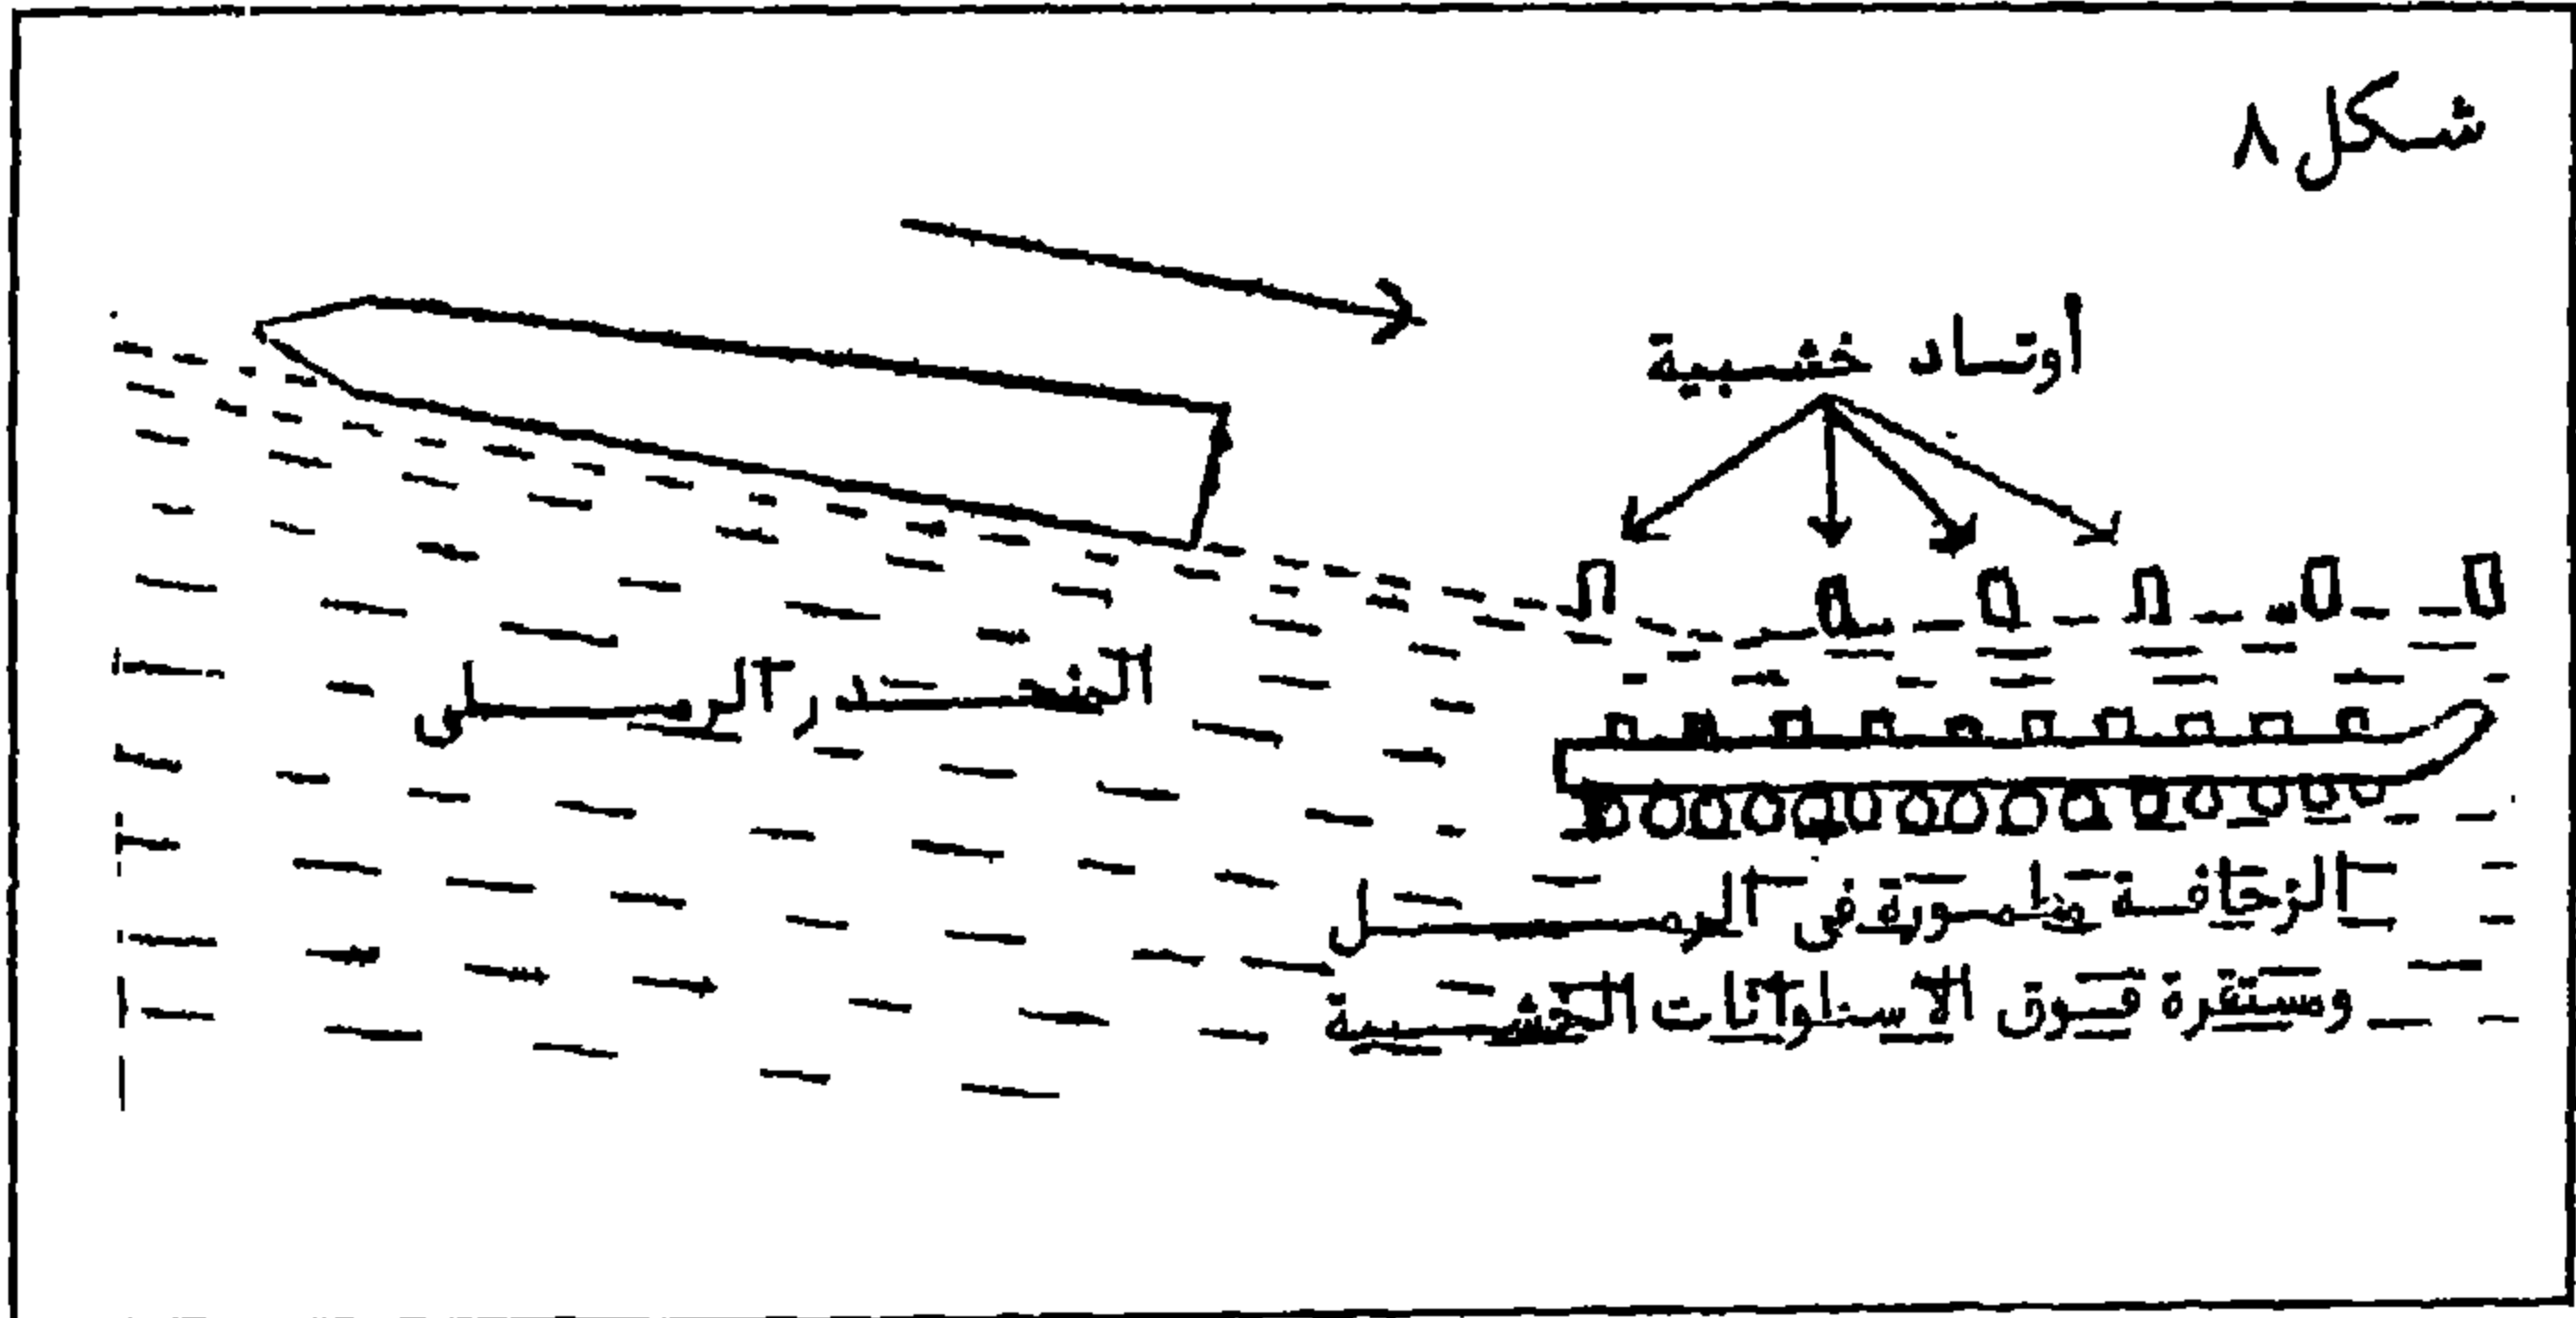 شكل ٨
أوتاد خشبية
المنحدر الرملى
الزحافة مطمورة فى الرمل
ومستقرة فوق الاسطوانات الخشبية